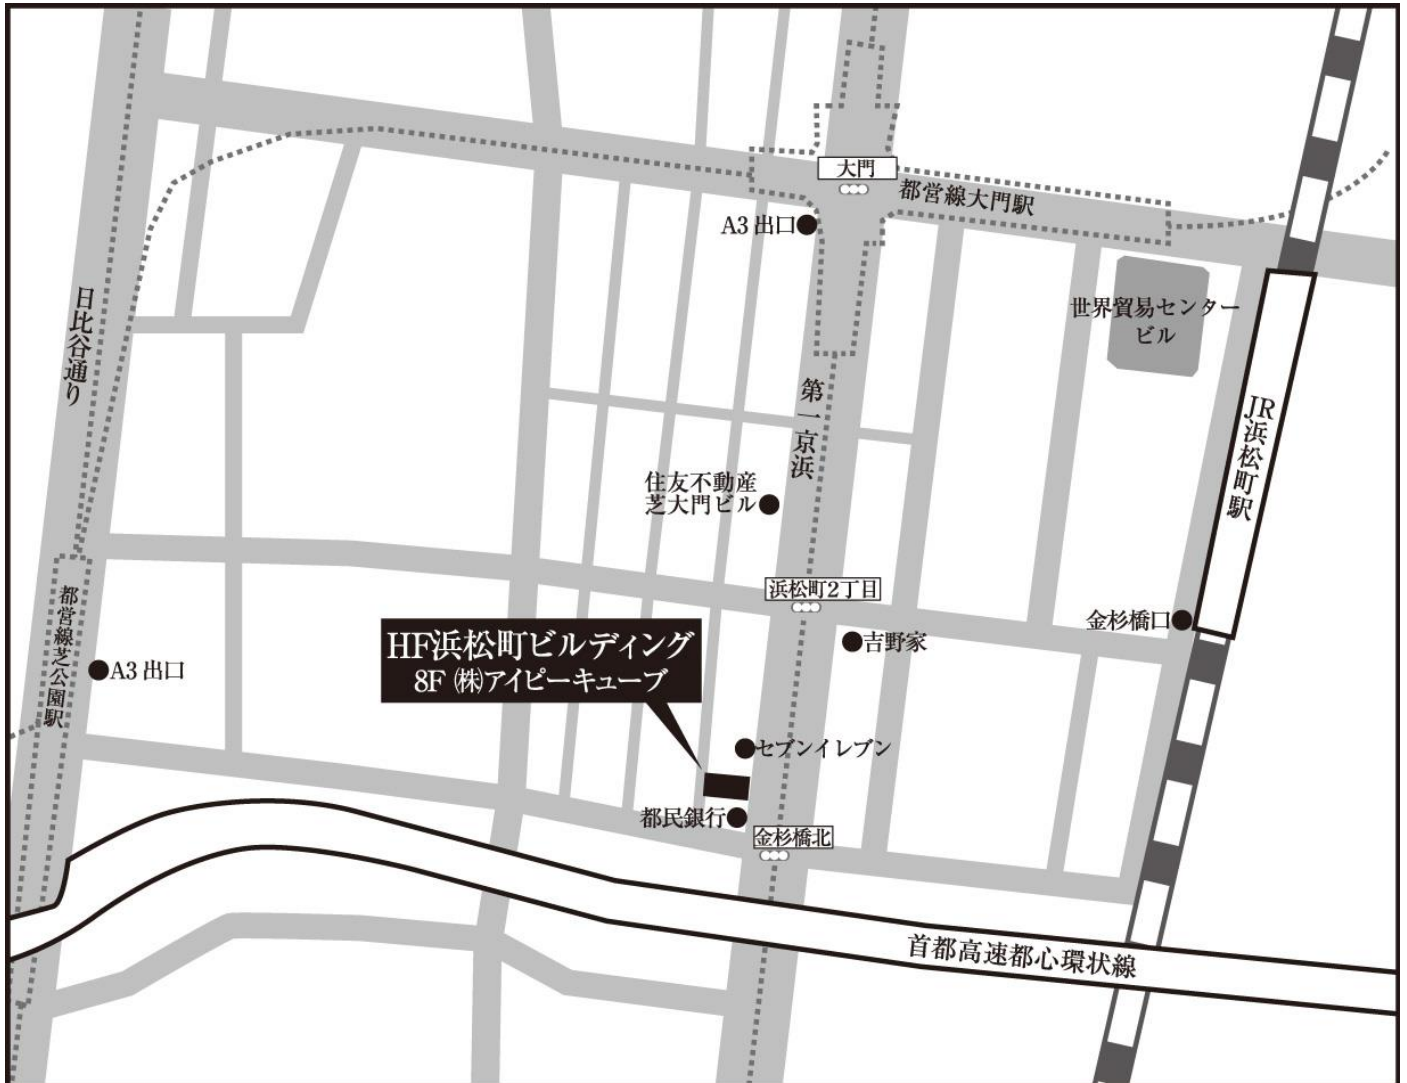 大門
都営線大門駅
A3 出口
世界貿易センター
ビル
日比谷通り
第一京浜
JR浜松町駅
住友不動産
芝大門ビル
浜松町2丁目
都営線芝公園駅
金杉橋口
HF浜松町ビルディング
8F (株)アイピーキューブ
吉野家
A3 出口
セブンイレブン
都民銀行
金杉橋北
首都高速都心環状線